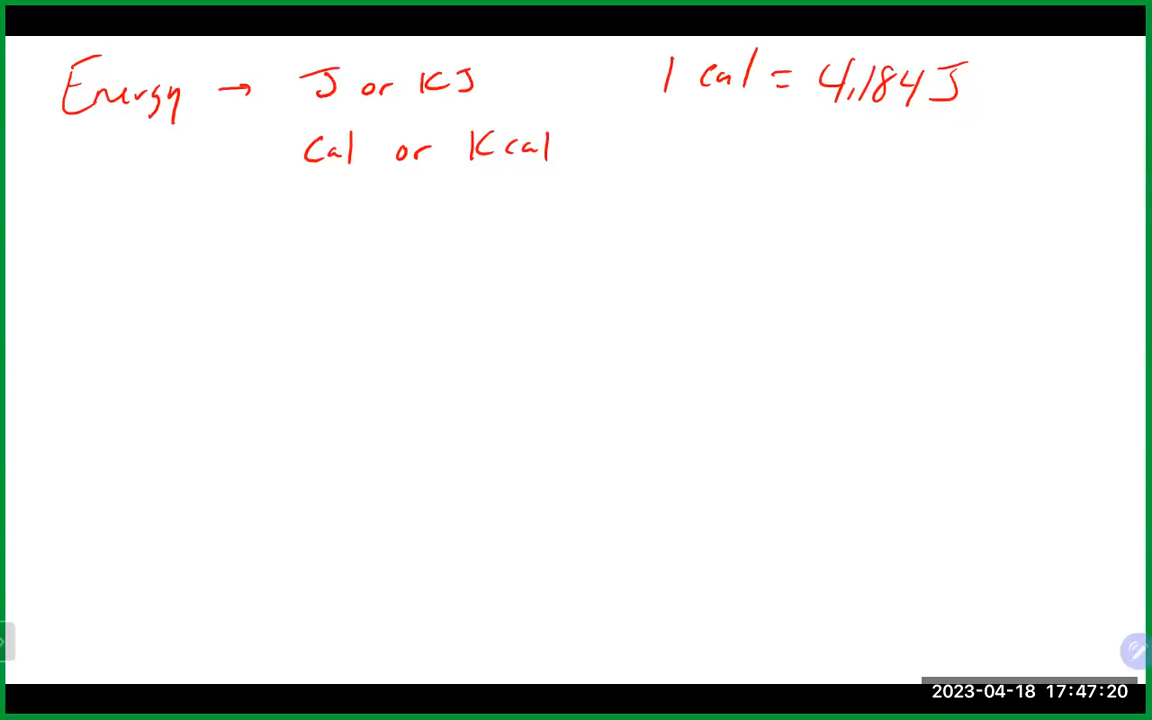 Energy → J or KJ 1 cal = 4.184 J
Cal or Kcal
2023-04-18 17:47:20